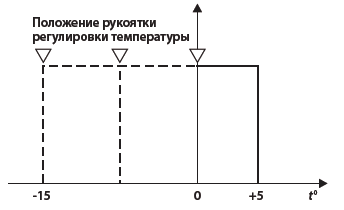 Положение рукоятки
регулировки температуры
-15 0 +5 t°